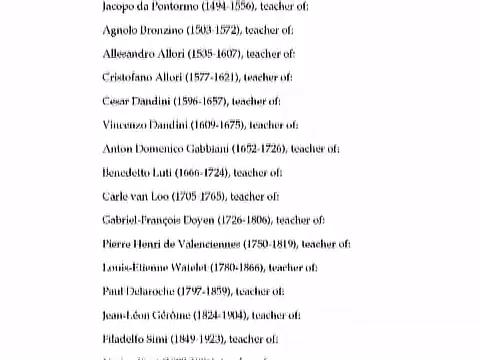 Jacopo da Pontormo (1494-1556), teacher of:
Agnolo Bronzino (1503-1572), teacher of:
Allesandro Allori (1535-1607), teacher of:
Cristofano Allori (1577-1621), teacher of:
Cesar Dandini (1596-1657), teacher of:
Vincenzo Dandini (1609-1675), teacher of:
Anton Domenico Gabbiani (1652-1726), teacher of:
Benedetto Luti (1666-1724), teacher of:
Carle van Loo (1705-1765), teacher of:
Gabriel-François Doyen (1726-1806), teacher of:
Pierre Henri de Valenciennes (1750-1819), teacher of:
Louis-Etienne Watelet (1780-1866), teacher of:
Paul Delaroche (1797-1859), teacher of:
Jean-Léon Gérôme (1824-1904), teacher of:
Filadelfo Simi (1849-1923), teacher of: